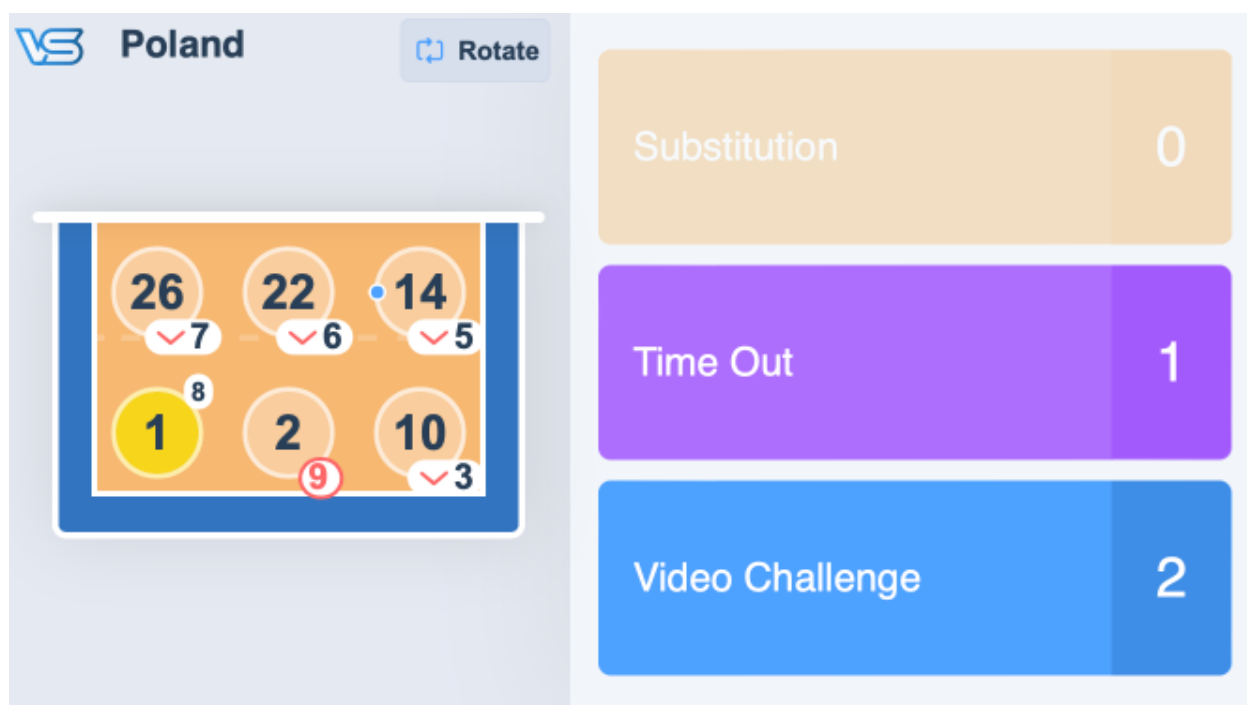 VS Poland
Rotate
Substitution 0
Time Out 1
Video Challenge 2
26 22 14
7 6 5
8
1 2 10
9 3